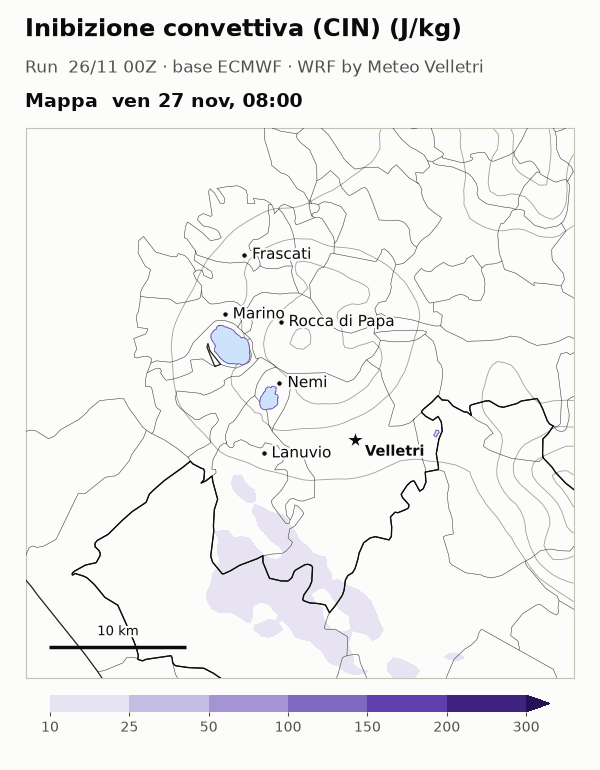 Inibizione convettiva (CIN) (J/kg)
Run  26/11 00Z · base ECMWF · WRF by Meteo Velletri
Mappa  ven 27 nov, 08:00
Frascati
Marino
Rocca di Papa
Nemi
Velletri
Lanuvio
10 km
10 25 50 100 150 200 300